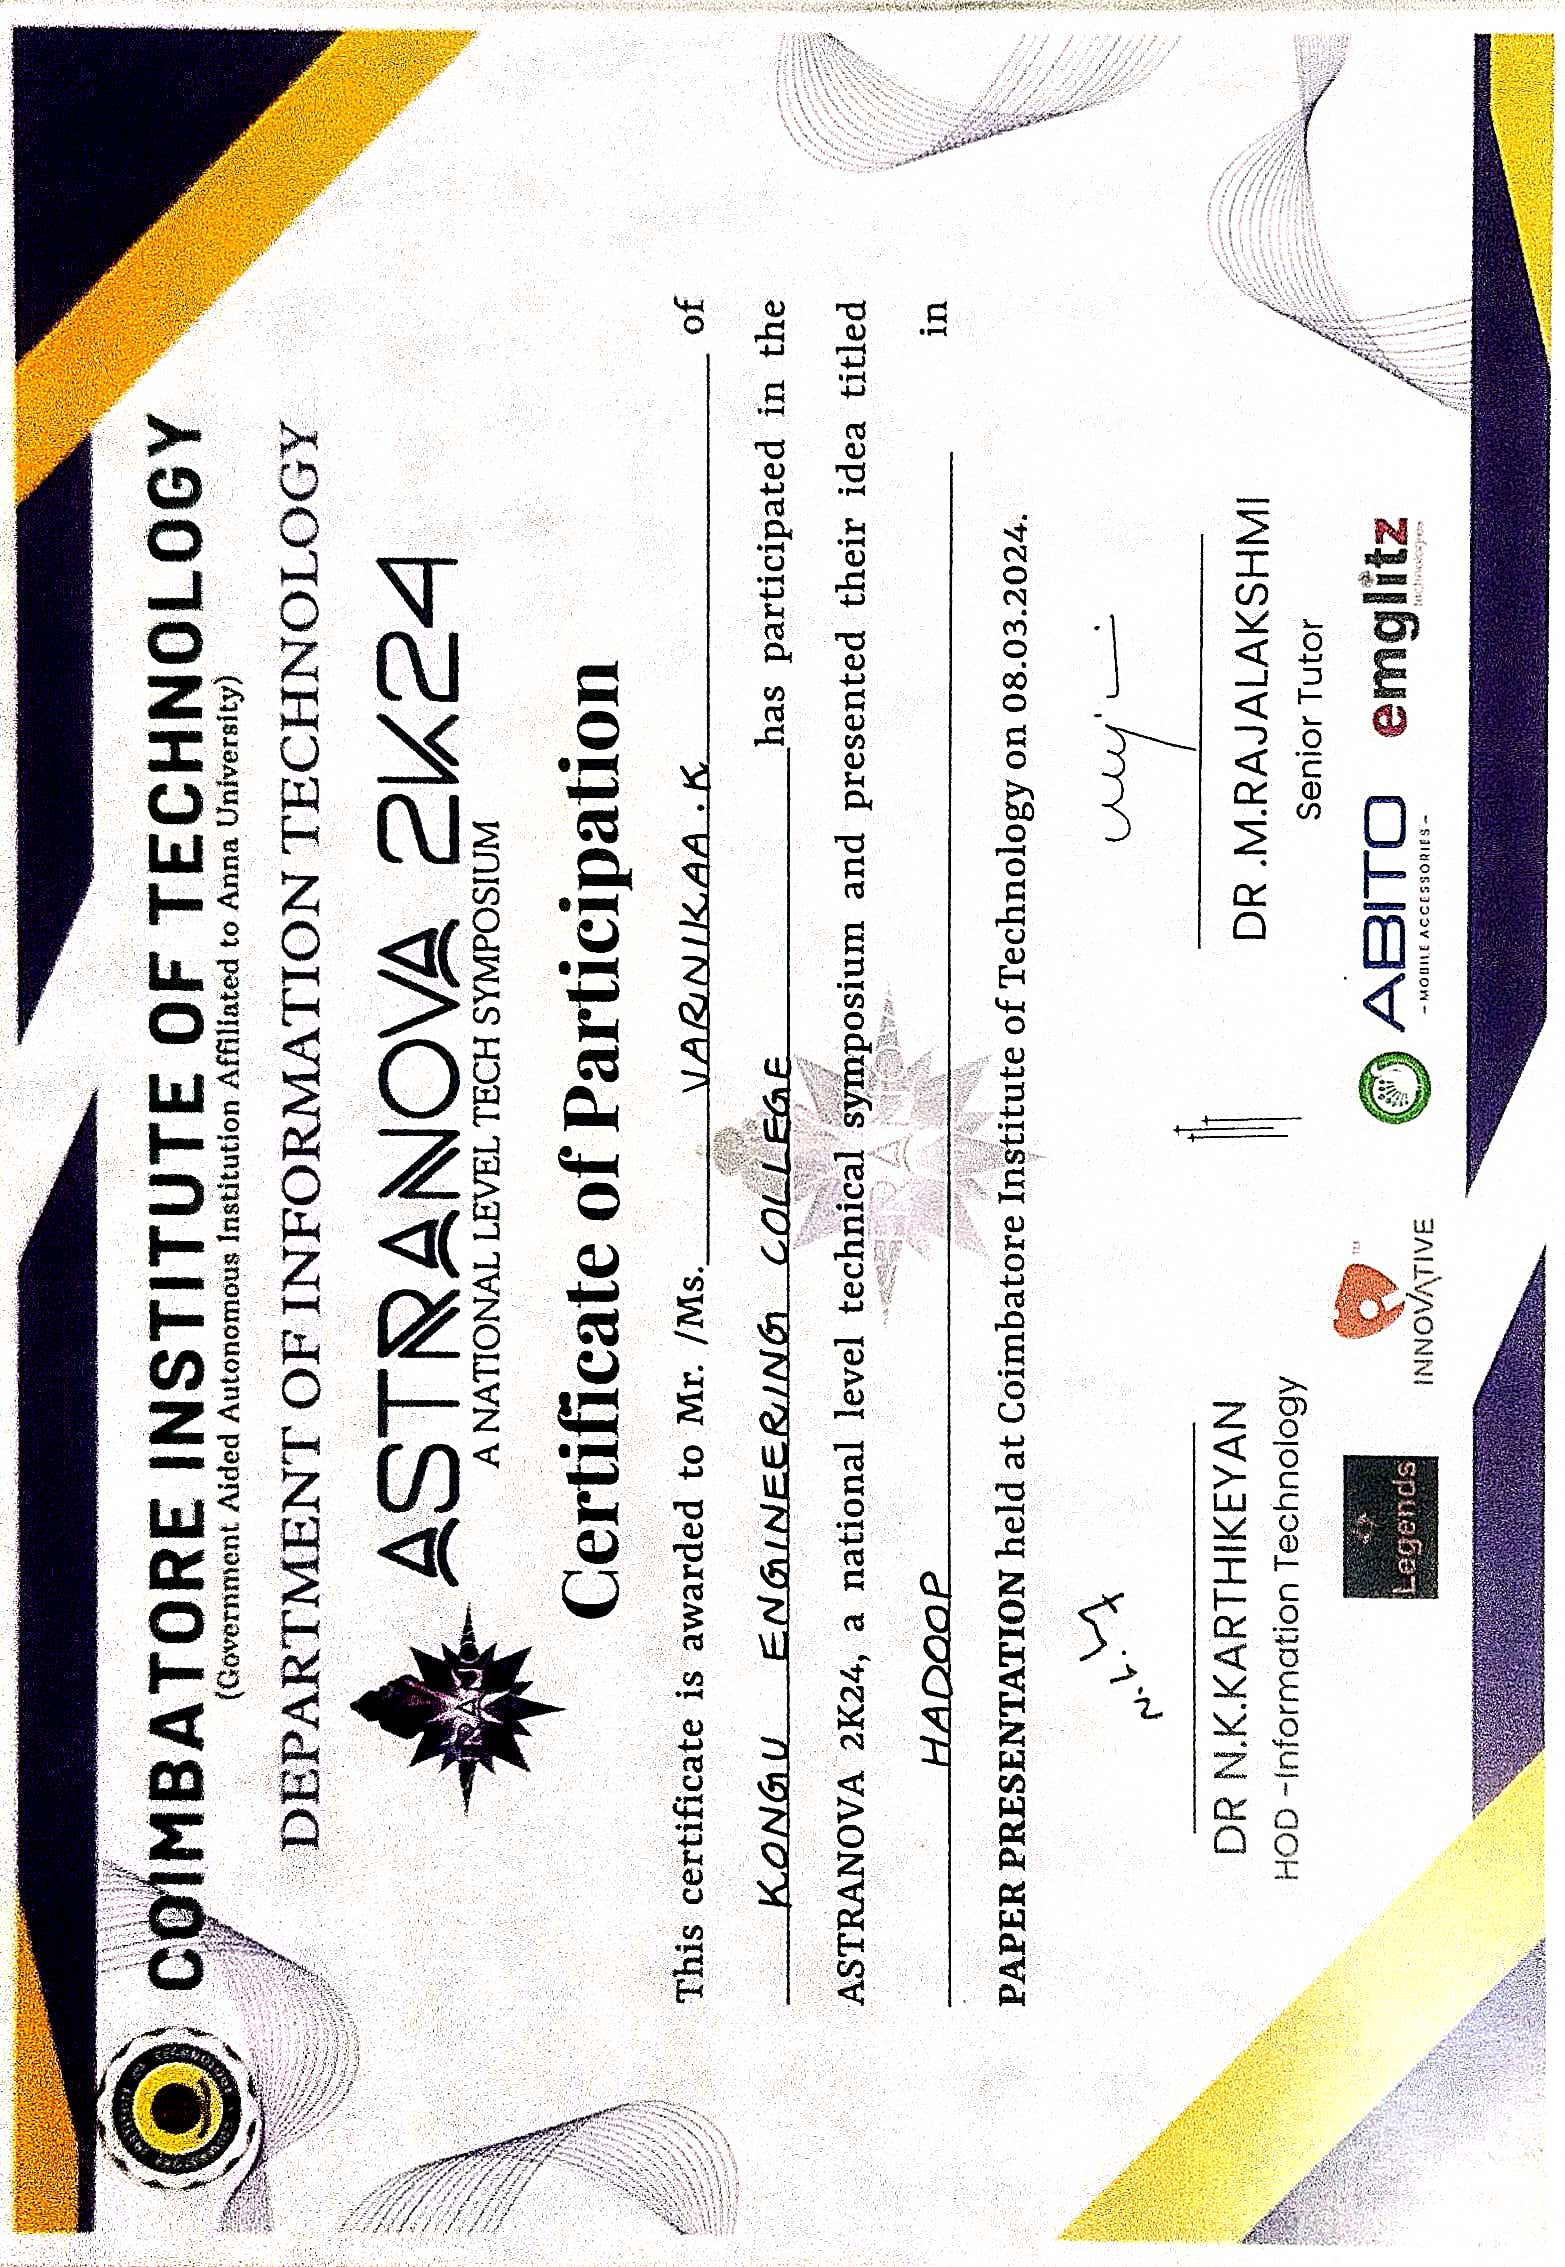 COIMBATORE INSTITUTE OF TECHNOLOGY
(Government Aided Autonomous Institution Affiliated to Anna University)
DEPARTMENT OF INFORMATION TECHNOLOGY
ASTRANOVA 2K24
A NATIONAL LEVEL TECH SYMPOSIUM
Certificate of Participation
This certificate is awarded to Mr. /Ms. VARNIKAA.K of
KONGU ENGINEERING COLLEGE has participated in the
ASTRANOVA 2K24, a national level technical symposium and presented their idea titled
HADOOP in
PAPER PRESENTATION held at Coimbatore Institute of Technology on 08.03.2024.
DR N.K.KARTHIKEYAN
HOD -Information Technology
DR .M.RAJALAKSHMI
Senior Tutor
Legends
INNOVATIVE
TM
ABITO
- MOBILE ACCESSORIES -
emglitz
technologies